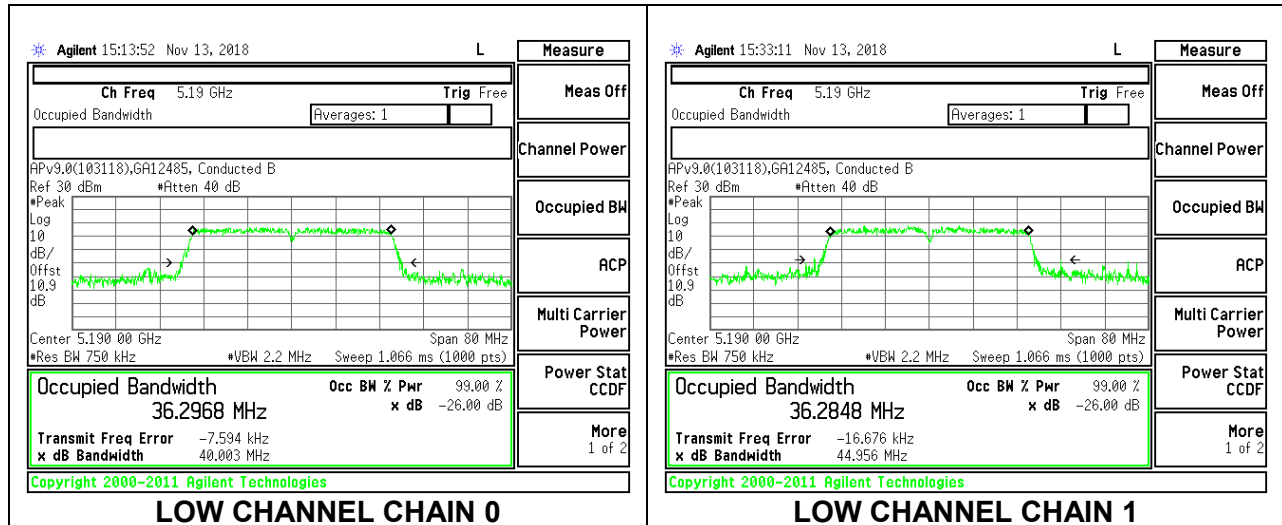 Agilent 15:13:52 Nov 13, 2018 L
Measure
Ch Freq 5.19 GHz Trig Free
Occupied Bandwidth Averages: 1
APv9.0(103118),GA12485, Conducted B
Ref 30 dBm #Atten 40 dB
#Peak
Log
10
dB/
Offst
10.9
dB
Center 5.190 00 GHz Span 80 MHz
#Res BW 750 kHz #VBW 2.2 MHz Sweep 1.066 ms (1000 pts)
Occupied Bandwidth Occ BW % Pwr 99.00 %
36.2968 MHz x dB -26.00 dB
Transmit Freq Error -7.594 kHz
x dB Bandwidth 40.003 MHz
Copyright 2000-2011 Agilent Technologies
Meas Off
Channel Power
Occupied BW
ACP
Multi Carrier
Power
Power Stat
CCDF
More
1 of 2
LOW CHANNEL CHAIN 0
Agilent 15:33:11 Nov 13, 2018 L
Measure
Ch Freq 5.19 GHz Trig Free
Occupied Bandwidth Averages: 1
APv9.0(103118),GA12485, Conducted B
Ref 30 dBm #Atten 40 dB
#Peak
Log
10
dB/
Offst
10.9
dB
Center 5.190 00 GHz Span 80 MHz
#Res BW 750 kHz #VBW 2.2 MHz Sweep 1.066 ms (1000 pts)
Occupied Bandwidth Occ BW % Pwr 99.00 %
36.2848 MHz x dB -26.00 dB
Transmit Freq Error -16.676 kHz
x dB Bandwidth 44.956 MHz
Copyright 2000-2011 Agilent Technologies
Meas Off
Channel Power
Occupied BW
ACP
Multi Carrier
Power
Power Stat
CCDF
More
1 of 2
LOW CHANNEL CHAIN 1